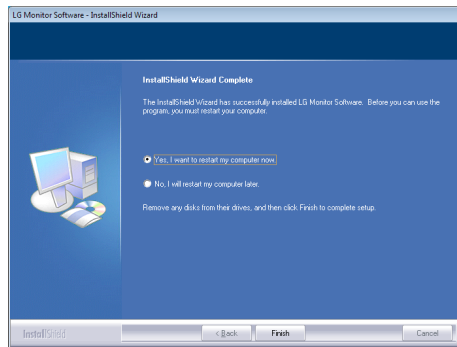 LG Monitor Software - InstallShield Wizard
InstallShield Wizard Complete
The InstallShield Wizard has successfully installed LG Monitor Software.  Before you can use the
program, you must restart your computer.
Yes, I want to restart my computer now.
No, I will restart my computer later.
Remove any disks from their drives, and then click Finish to complete setup.
InstallShield
< Back
Finish
Cancel